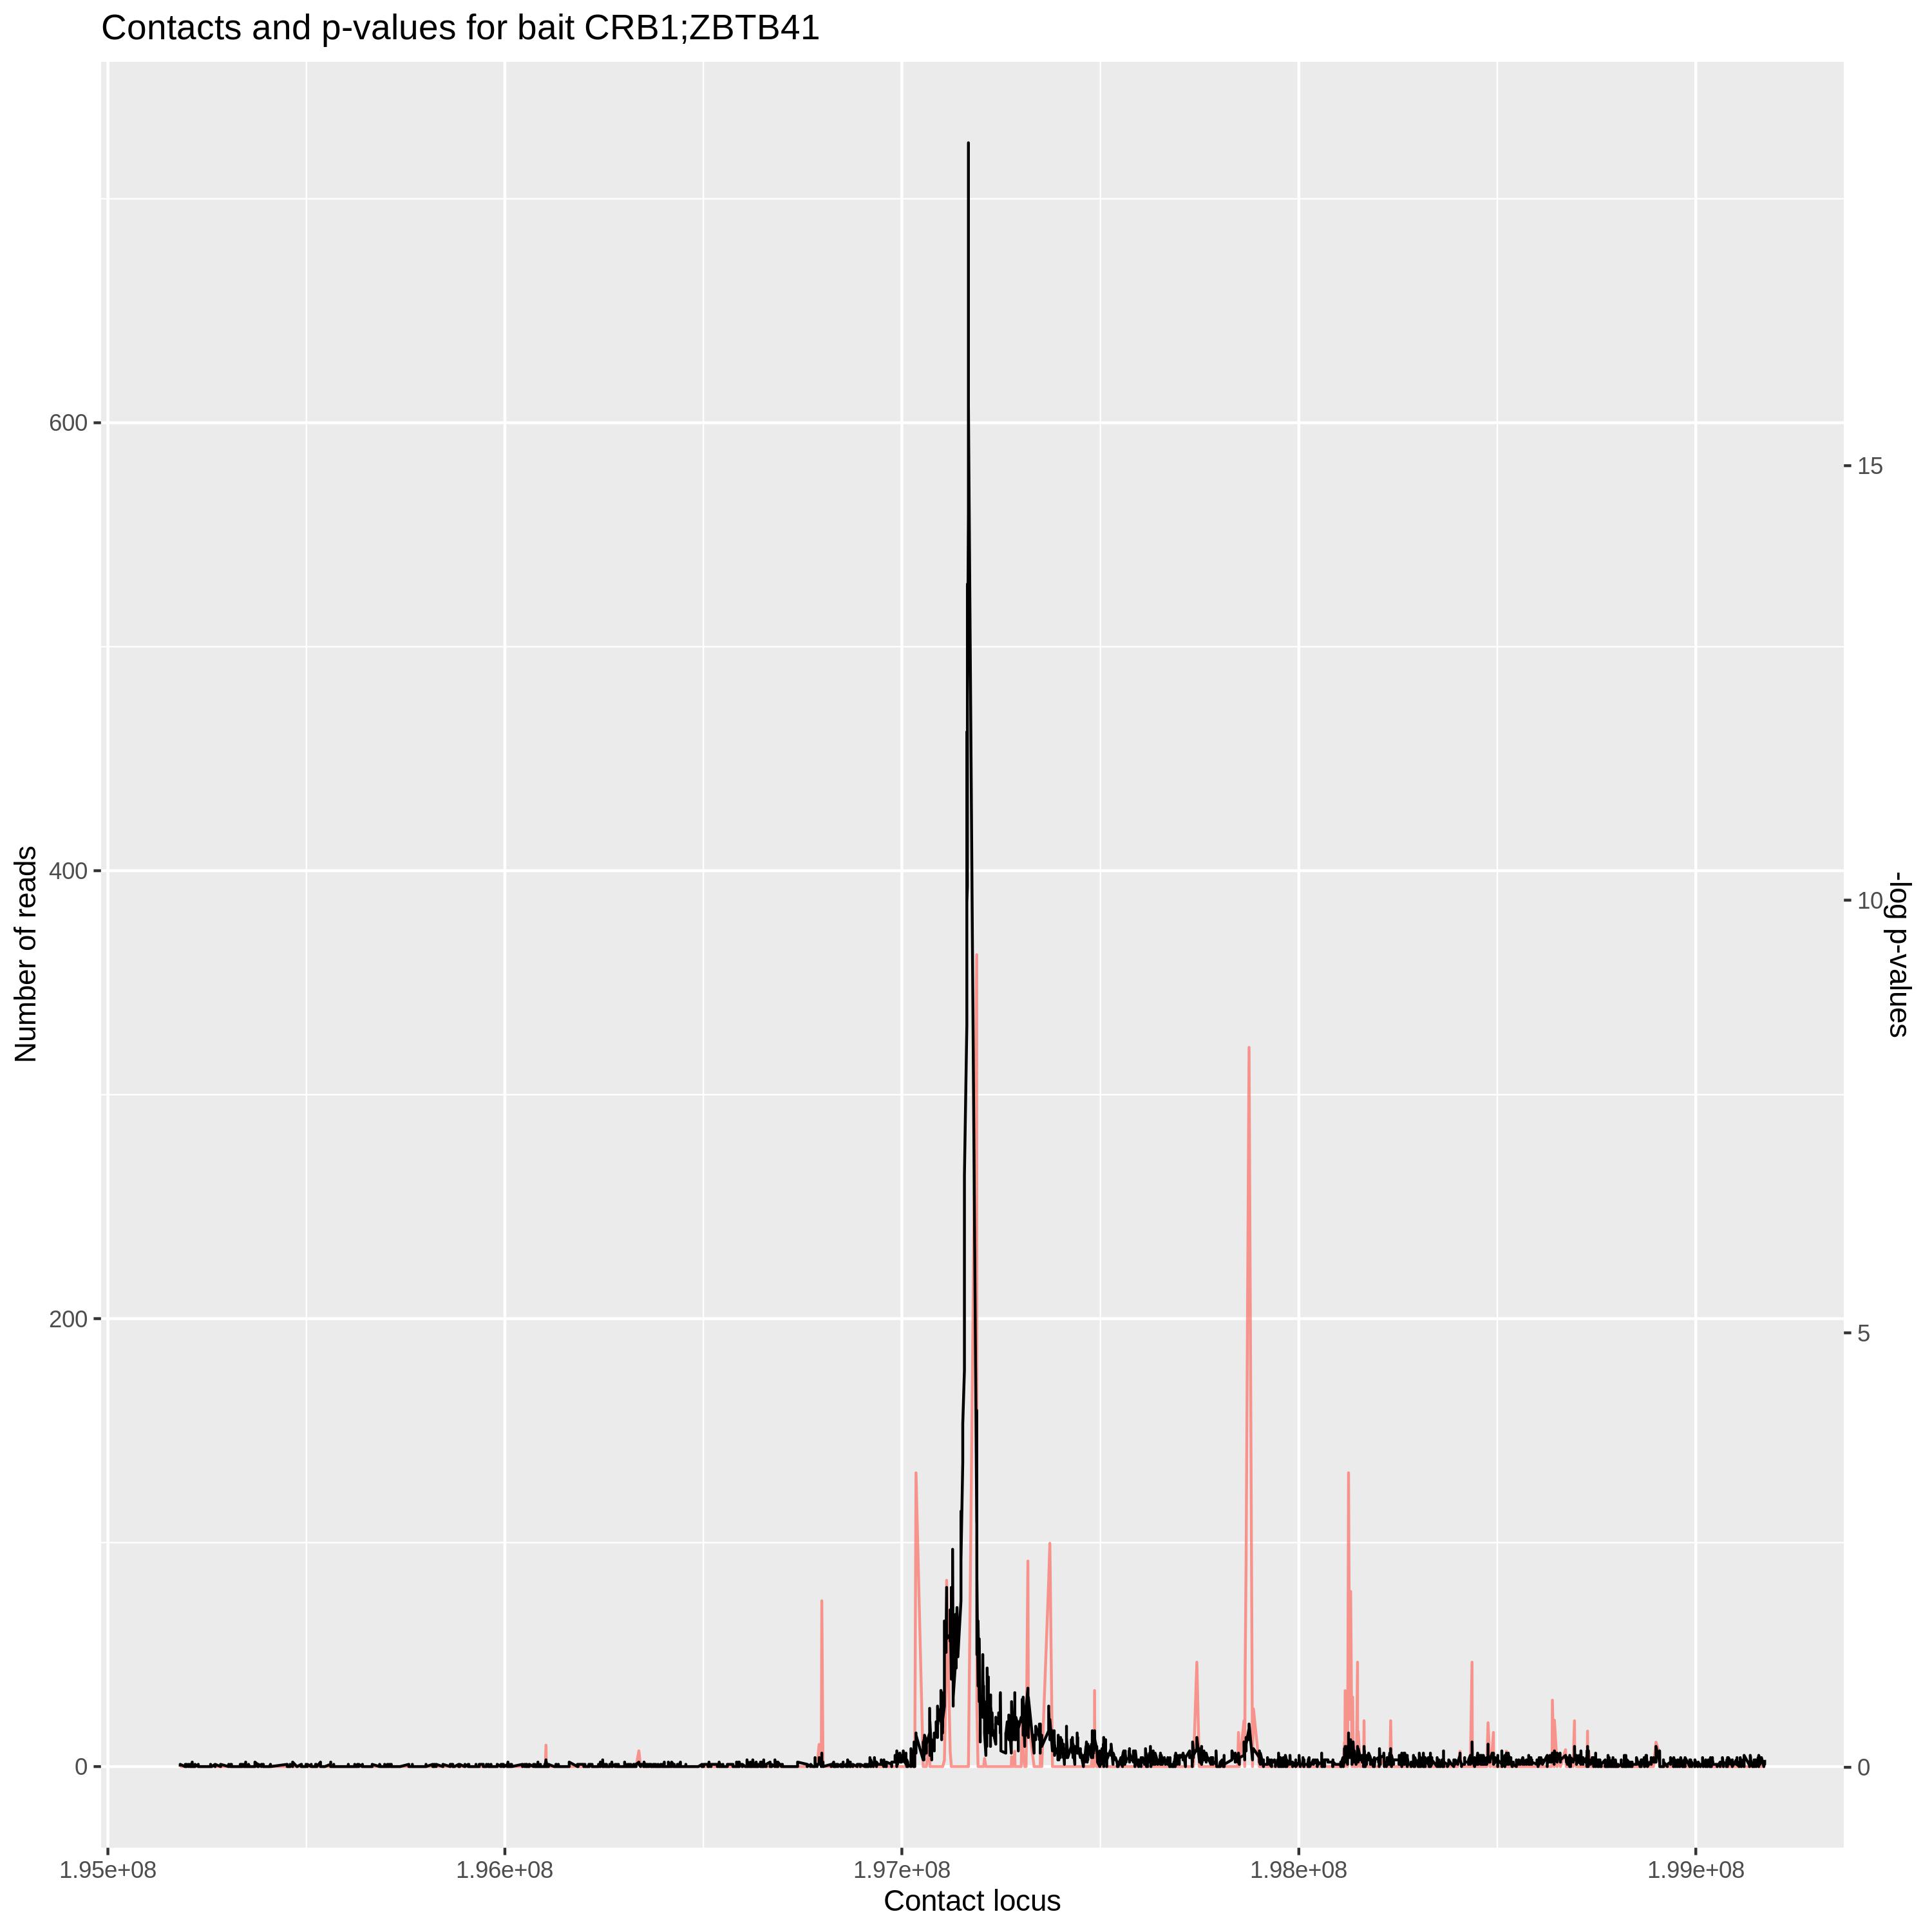 Contacts and p-values for bait CRB1;ZBTB41
600
400
200
0
Number of reads
15
10
5
0
-log p-values
1.95e+08
1.96e+08
1.97e+08
1.98e+08
1.99e+08
Contact locus